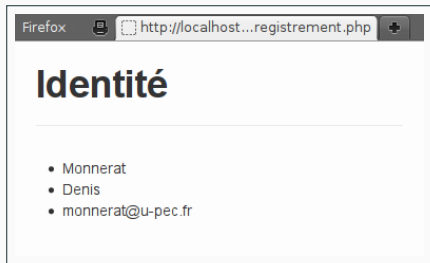 Firefox http://localhost...registrement.php
Identité
Monnerat
Denis
monnerat@u-pec.fr